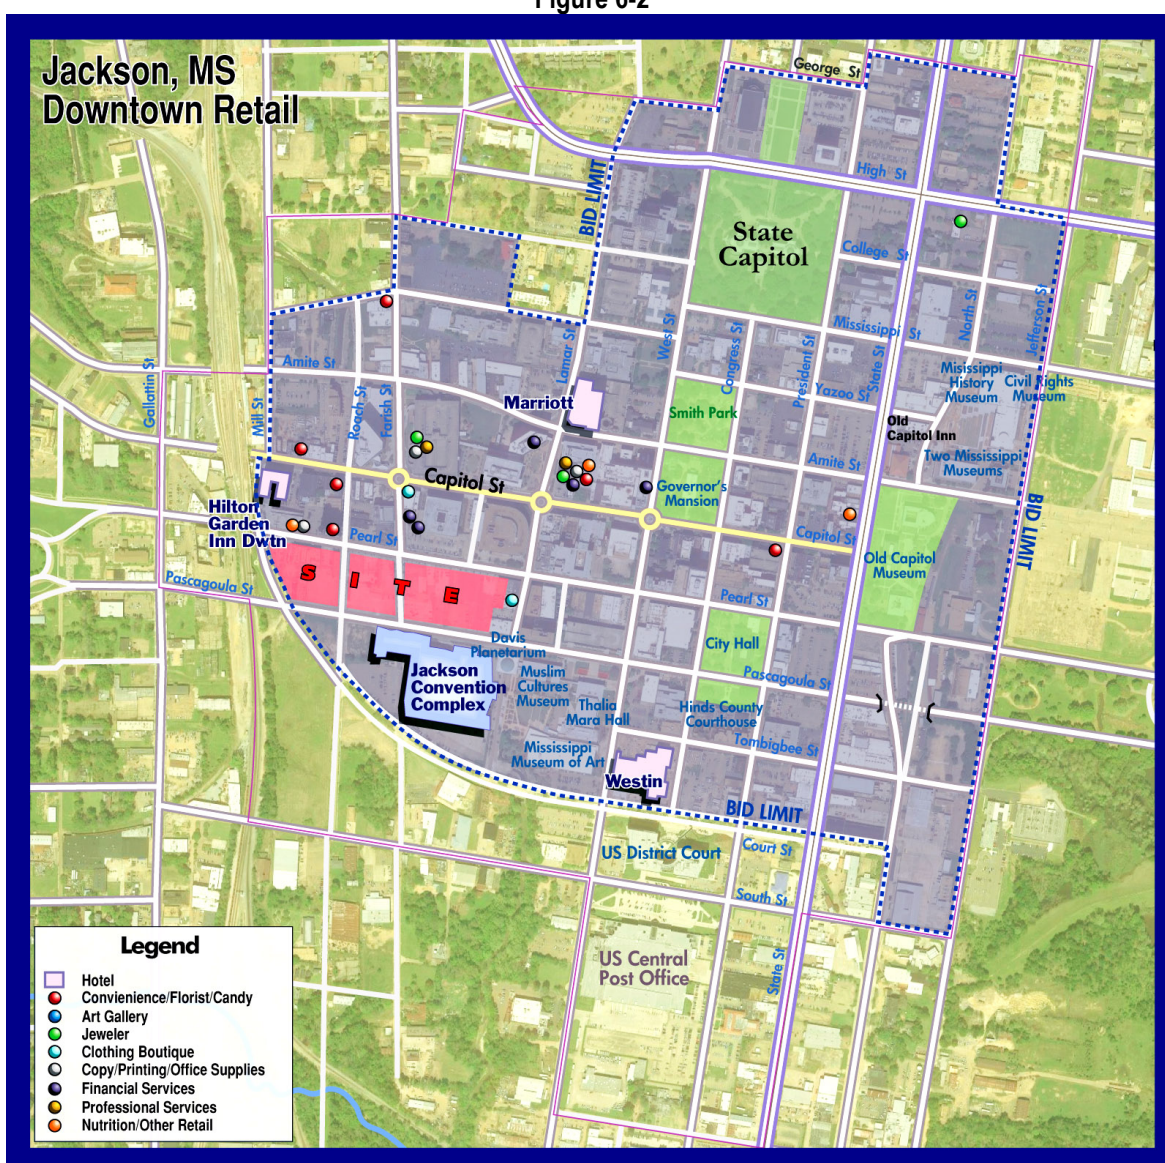 Figure 6-2
Jackson, MS
Downtown Retail
George St
High St
BID LIMIT
State
Capitol
College St
Mississippi St
North St
Jefferson St
Lamar St
West St
Congress St
President St
State St
Yazoo St
Amite St
Gallattin St
Mill St
Roach St
Farish St
Marriott
Smith Park
Misissippi
History
Museum
Civil Rights
Museum
Old
Capitol Inn
Two Mississippi
Museums
Amite St
Capitol St
Governor's
Mansion
Hilton
Garden
Inn Dwtn
Pearl St
Capitol St
BID LIMIT
Old Capitol
Museum
Pascagoula St
S I T E
Pearl St
Davis
Planetarium
City Hall
Jackson
Convention
Complex
Muslim
Cultures
Museum
Pascagoula St
Thalia
Mara Hall
Hinds County
Courthouse
Tombigbee St
Mississippi
Museum of Art
Westin
BID LIMIT
US District Court
Court St
South St
US Central
Post Office
State St
Legend
Hotel
Convienience/Florist/Candy
Art Gallery
Jeweler
Clothing Boutique
Copy/Printing/Office Supplies
Financial Services
Professional Services
Nutrition/Other Retail